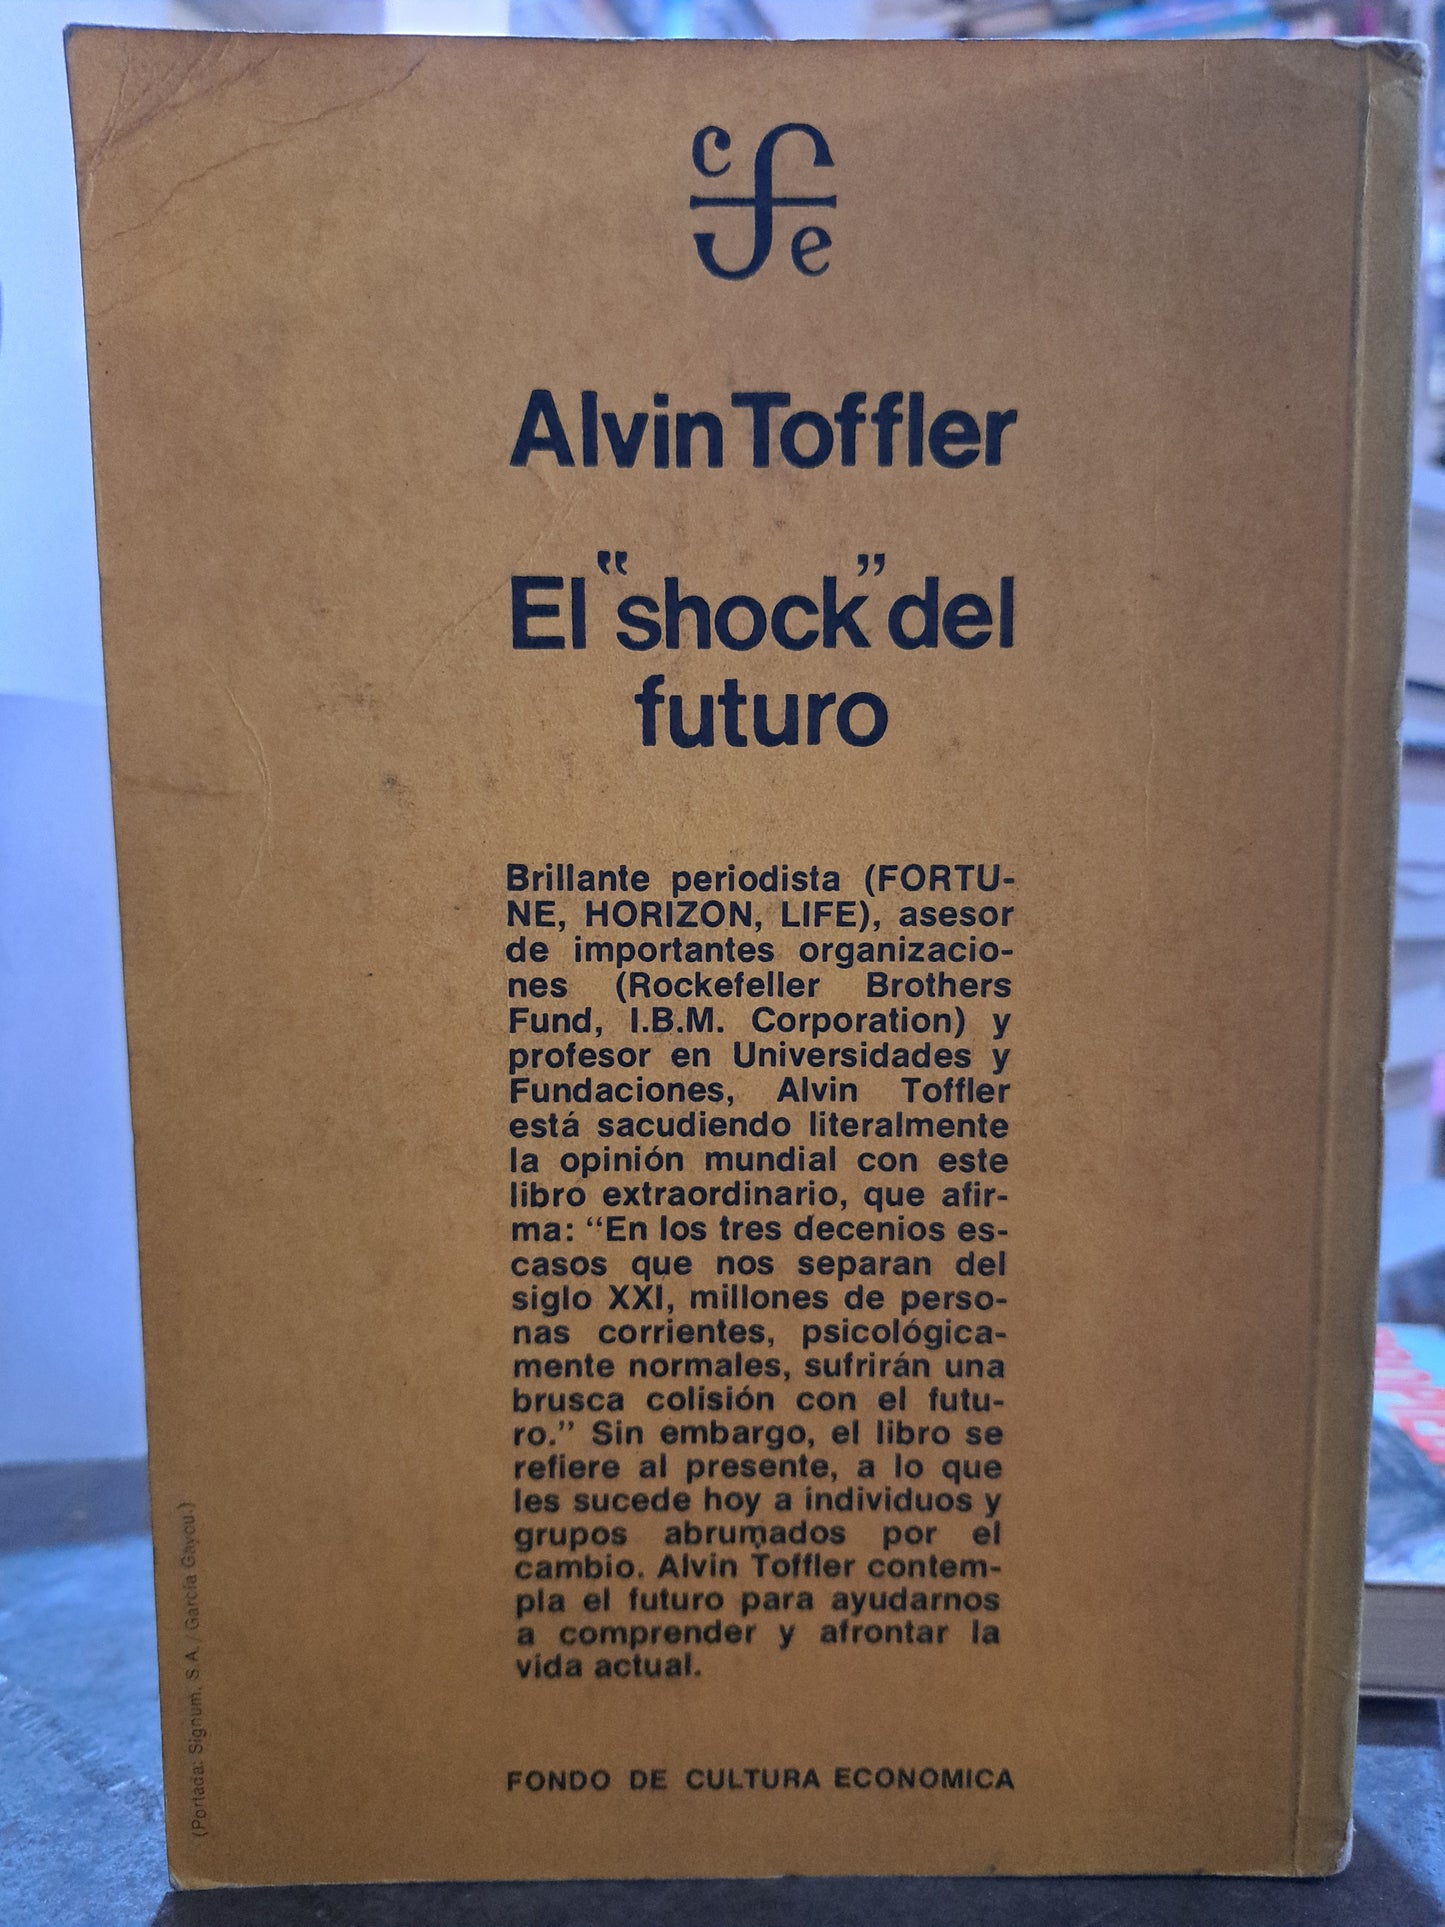 c f e
Alvin Toffler
El "shock" del
futuro
Brillante periodista (FORTU-
NE, HORIZON, LIFE), asesor
de importantes organizacio-
nes (Rockefeller Brothers
Fund, I.B.M. Corporation) y
profesor en Universidades y
Fundaciones, Alvin Toffler
está sacudiendo literalmente
la opinión mundial con este
libro extraordinario, que afir-
ma: “En los tres decenios es-
casos que nos separan del
siglo XXI, millones de perso-
nas corrientes, psicológica-
mente normales, sufrirán una
brusca colisión con el futu-
ro.” Sin embargo, el libro se
refiere al presente, a lo que
les sucede hoy a individuos y
grupos abrumados por el
cambio. Alvin Toffler contem-
pla el futuro para ayudarnos
a comprender y afrontar la
vida actual.
FONDO DE CULTURA ECONOMICA
(Portada: Signum, S. A. / García Gayou.)